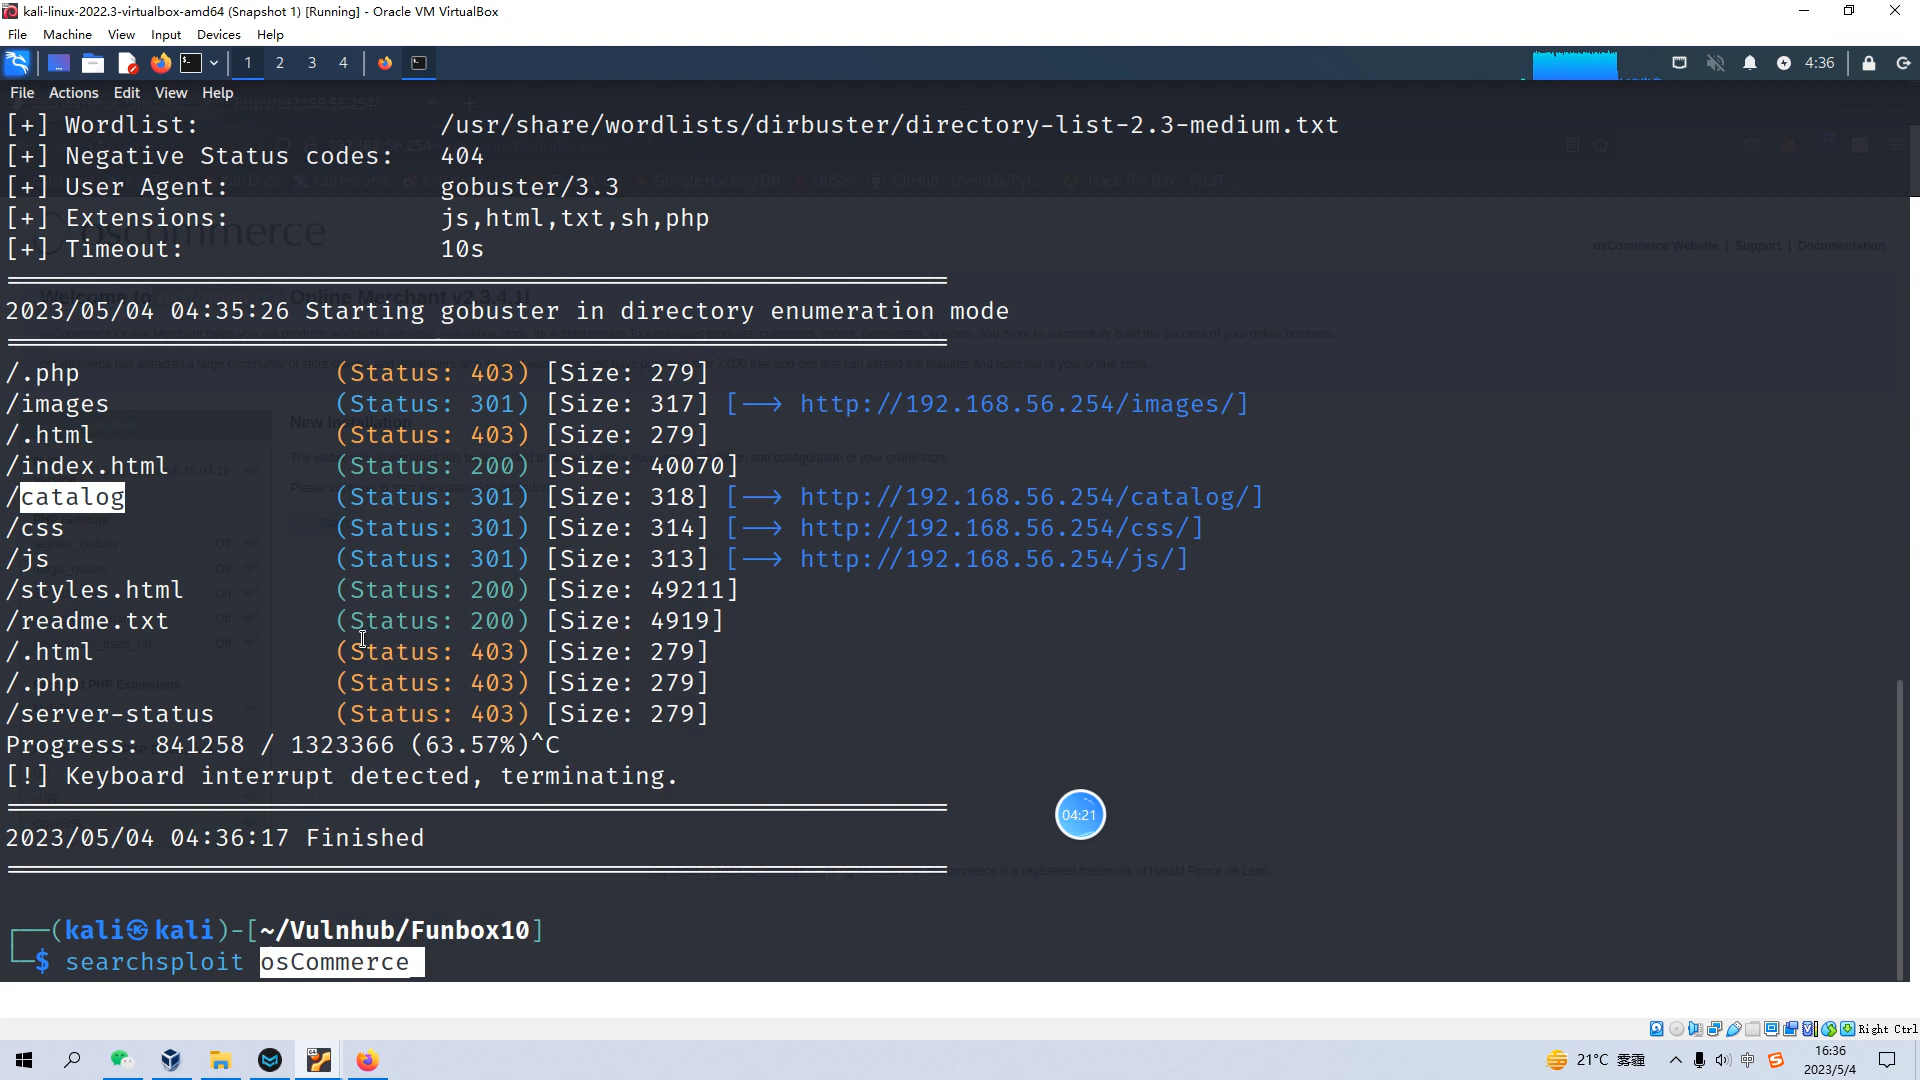 kali-linux-2022.3-virtualbox-amd64 (Snapshot 1) [Running] - Oracle VM VirtualBox
File Machine View Input Devices Help
1 2 3 4 4:36
File Actions Edit View Help
[+] Wordlist: /usr/share/wordlists/dirbuster/directory-list-2.3-medium.txt
[+] Negative Status codes: 404
[+] User Agent: gobuster/3.3
[+] Extensions: js,html,txt,sh,php
osCommerce Website | Support | Documentation
[+] Timeout: 10s
2023/05/04 04:35:26 Starting gobuster in directory enumeration mode
/.php (Status: 403) [Size: 279]
/images (Status: 301) [Size: 317] [--> http://192.168.56.254/images/]
/.html (Status: 403) [Size: 279]
/index.html (Status: 200) [Size: 40070]
/catalog (Status: 301) [Size: 318] [--> http://192.168.56.254/catalog/]
/css (Status: 301) [Size: 314] [--> http://192.168.56.254/css/]
/js (Status: 301) [Size: 313] [--> http://192.168.56.254/js/]
/styles.html (Status: 200) [Size: 49211]
/readme.txt (Status: 200) [Size: 4919]
/.html (Status: 403) [Size: 279]
/.php (Status: 403) [Size: 279]
/server-status (Status: 403) [Size: 279]
Progress: 841258 / 1323366 (63.57%)^C
[!] Keyboard interrupt detected, terminating.
04:21
2023/05/04 04:36:17 Finished
(kali㉿kali)-[~/Vulnhub/Funbox10]
$ searchsploit osCommerce
Right Ctrl
21°C 雾霾 中 16:36
2023/5/4